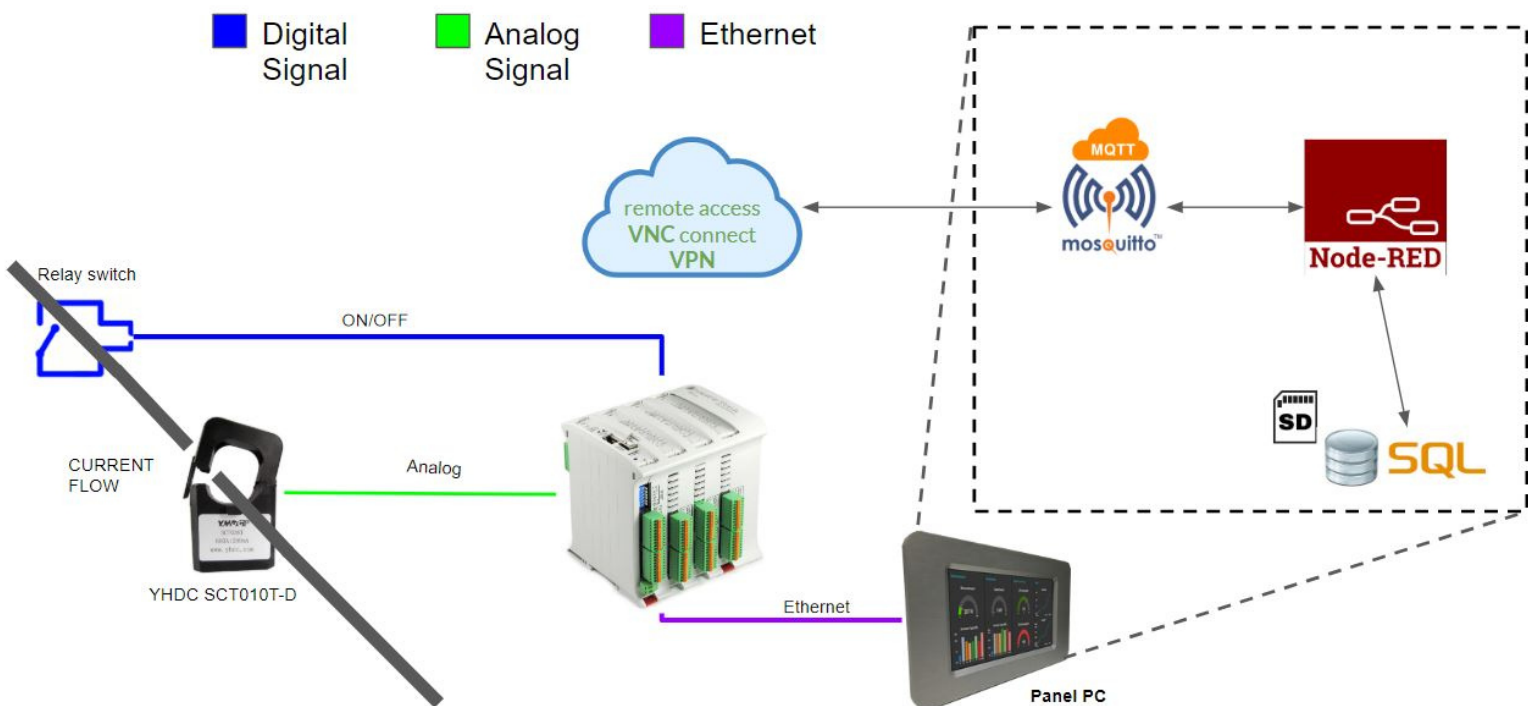 Digital
Signal
Analog
Signal
Ethernet
MQTT
mosquitto™
Node-RED
remote access
VNC connect
VPN
Relay switch
ON/OFF
SD
SQL
CURRENT
FLOW
Analog
YHDC SCT010T-D
Ethernet
Panel PC